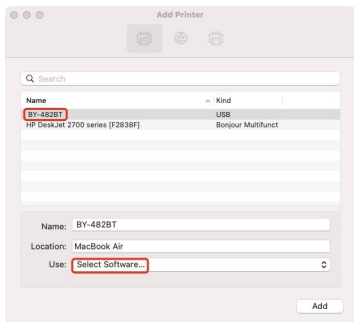 Add Printer
Search
Name Kind
BY-482BT USB
HP DeskJet 2700 series [F2838F] Bonjour Multifunct
Name: BY-482BT
Location: MacBook Air
Use: Select Software...
Add